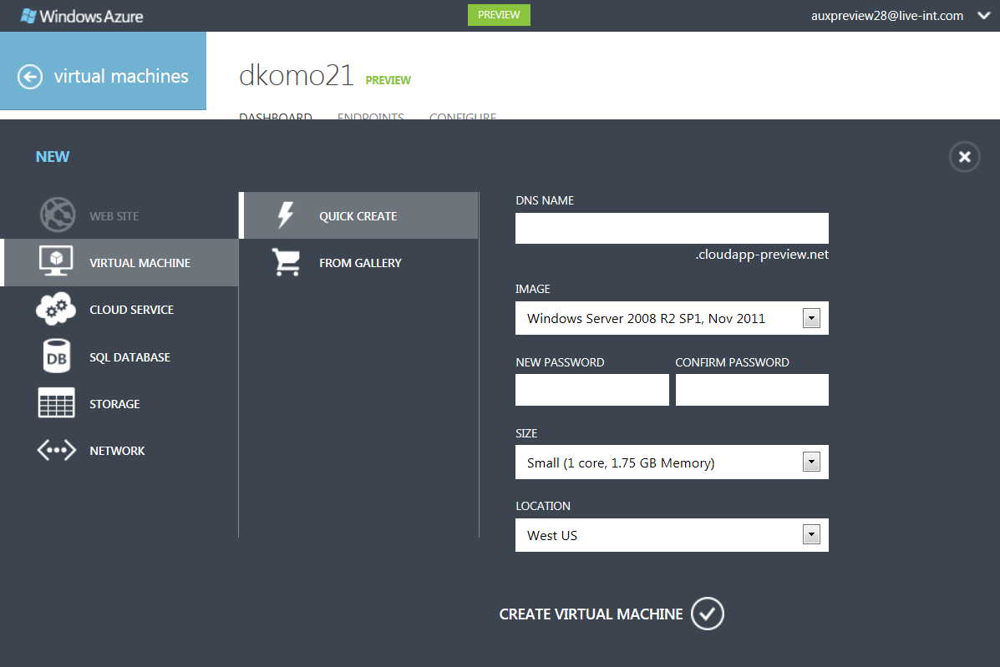 Windows Azure
PREVIEW
auxpreview28@live-int.com
virtual machines
dkomo21 PREVIEW
DASHBOARD ENDPOINTS CONFIGURE
NEW
WEB SITE
VIRTUAL MACHINE
CLOUD SERVICE
DB SQL DATABASE
STORAGE
NETWORK
QUICK CREATE
FROM GALLERY
DNS NAME
.cloudapp-preview.net
IMAGE
Windows Server 2008 R2 SP1, Nov 2011
NEW PASSWORD CONFIRM PASSWORD
SIZE
Small (1 core, 1.75 GB Memory)
LOCATION
West US
CREATE VIRTUAL MACHINE